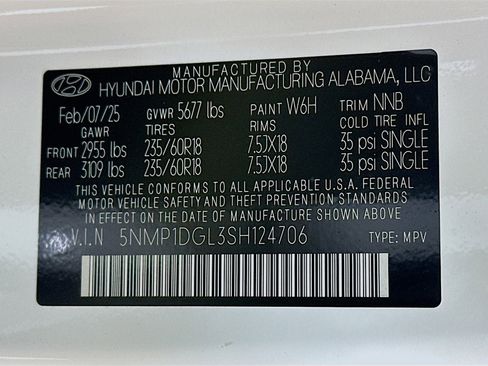 MANUFACTURED BY
HYUNDAI MOTOR MANUFACTURING ALABAMA, LLC
Feb/07/25 GVWR 5677 lbs PAINT W6H TRIM NNB
GAWR TIRES RIMS COLD TIRE INFL
FRONT 2955 lbs 235/60R18 7.5JX18 35 psi SINGLE
REAR 3109 lbs 235/60R18 7.5JX18 35 psi SINGLE
THIS VEHICLE CONFORMS TO ALL APPLICABLE U.S.A. FEDERAL
MOTOR VEHICLE SAFETY, BUMPER, AND THEFT PREVENTION
STANDARDS IN EFFECT ON THE DATE OF MANUFACTURE SHOWN ABOVE
V.I.N 5NMP1DGL3SH124706 TYPE: MPV